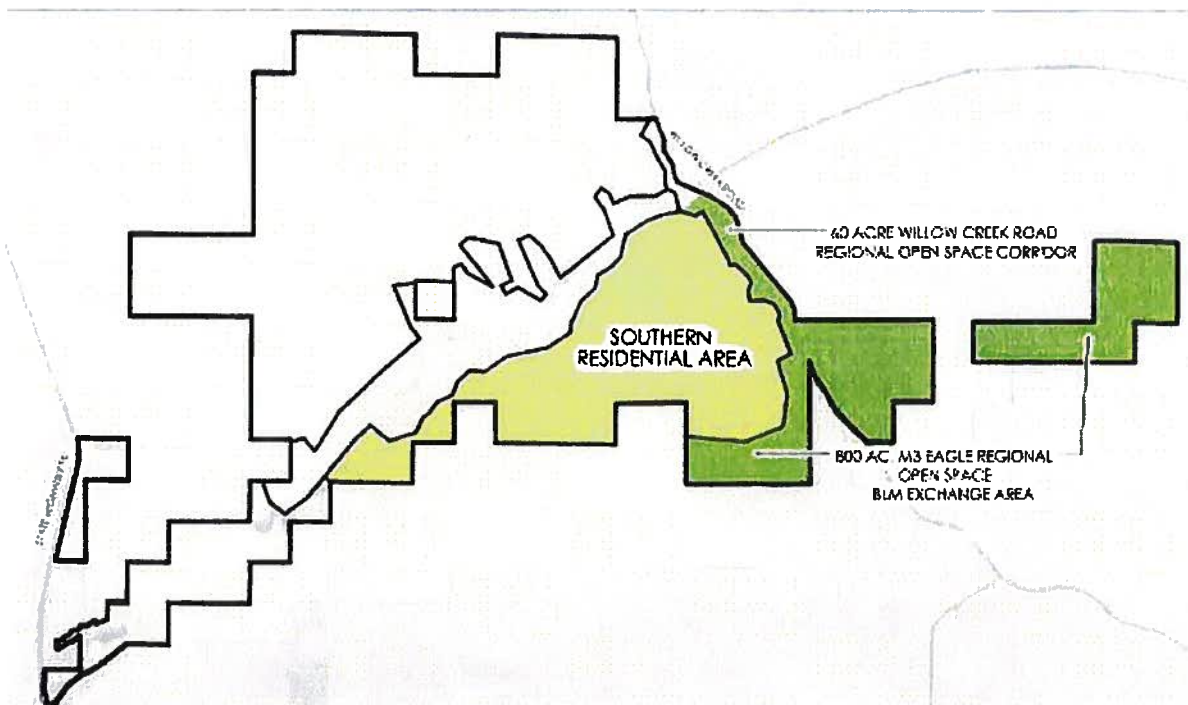 60 ACRE WILLOW CREEK ROAD
REGIONAL OPEN SPACE CORRIDOR
SOUTHERN
RESIDENTIAL AREA
800 AC. M3 EAGLE REGIONAL
OPEN SPACE
BLM EXCHANGE AREA